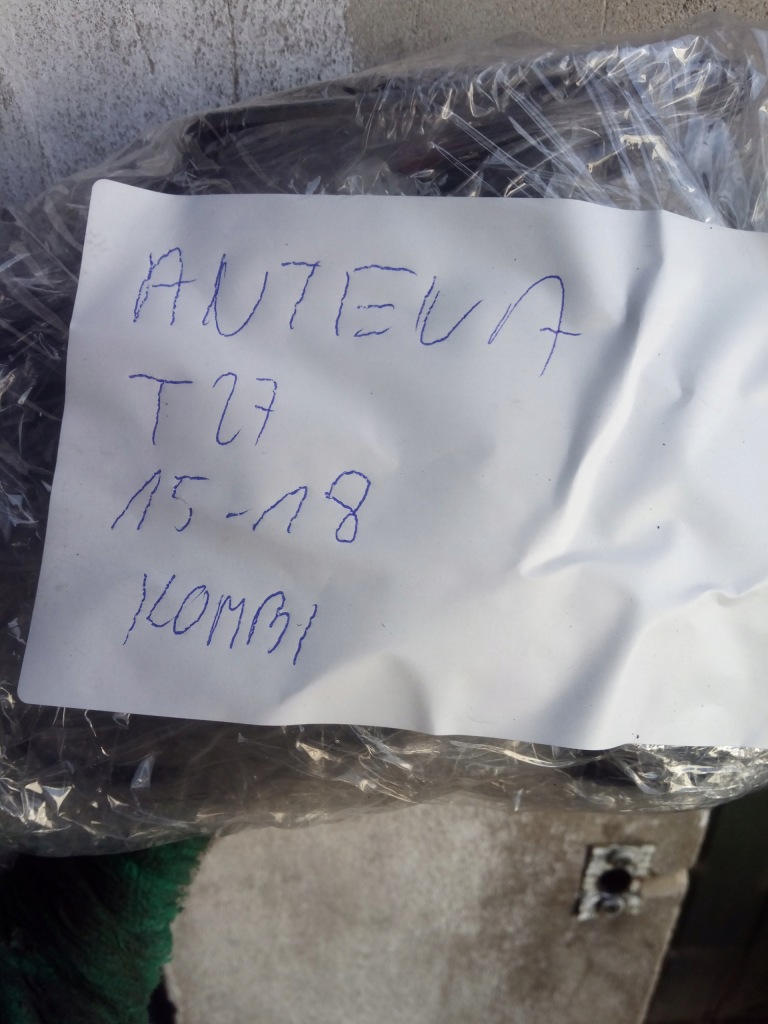 ANTENA
T27
15-18
KOMBI